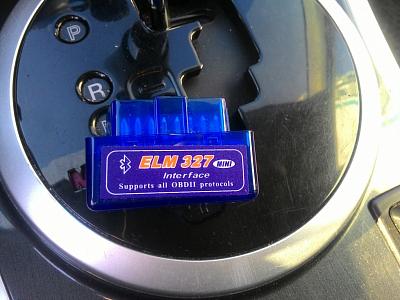 P
R
N
ELM 327 MINI
Interface
Supports all OBDII protocols